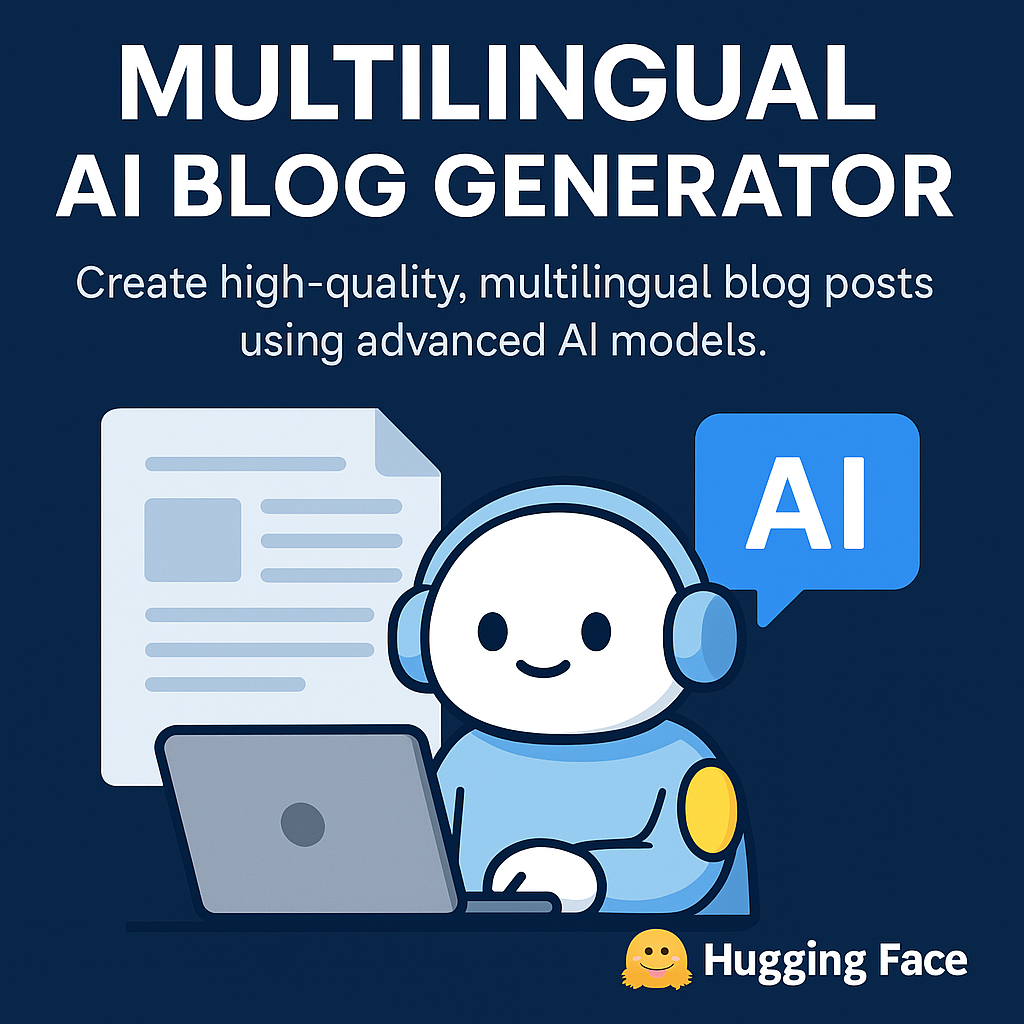 MULTILINGUAL
AI BLOG GENERATOR
Create high-quality, multilingual blog posts
using advanced AI models.
AI
Hugging Face